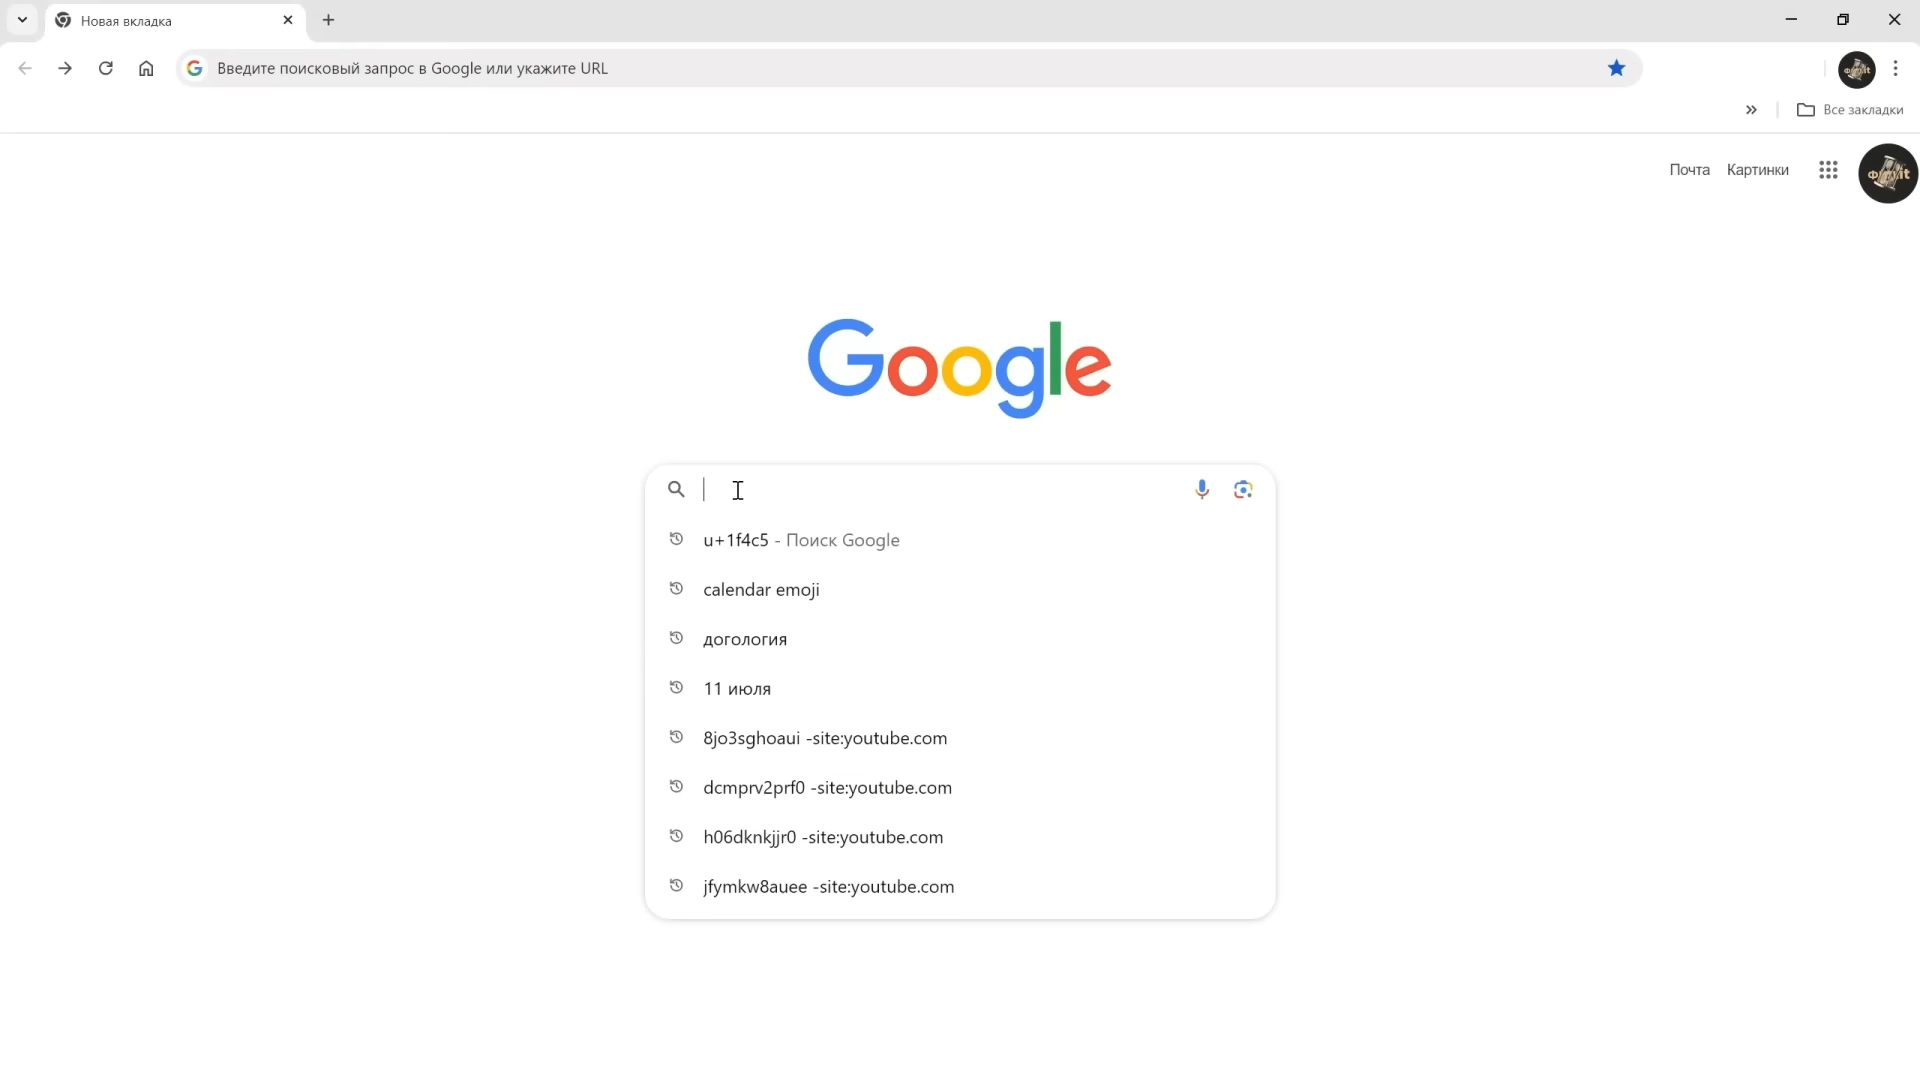 Новая вкладка
Введите поисковый запрос в Google или укажите URL
Все закладки
Почта Картинки
Google
u+1f4c5 - Поиск Google
calendar emoji
догология
11 июля
8jo3sghoaui -site:youtube.com
dcmprv2prf0 -site:youtube.com
h06dknkjjr0 -site:youtube.com
jfymkw8auee -site:youtube.com